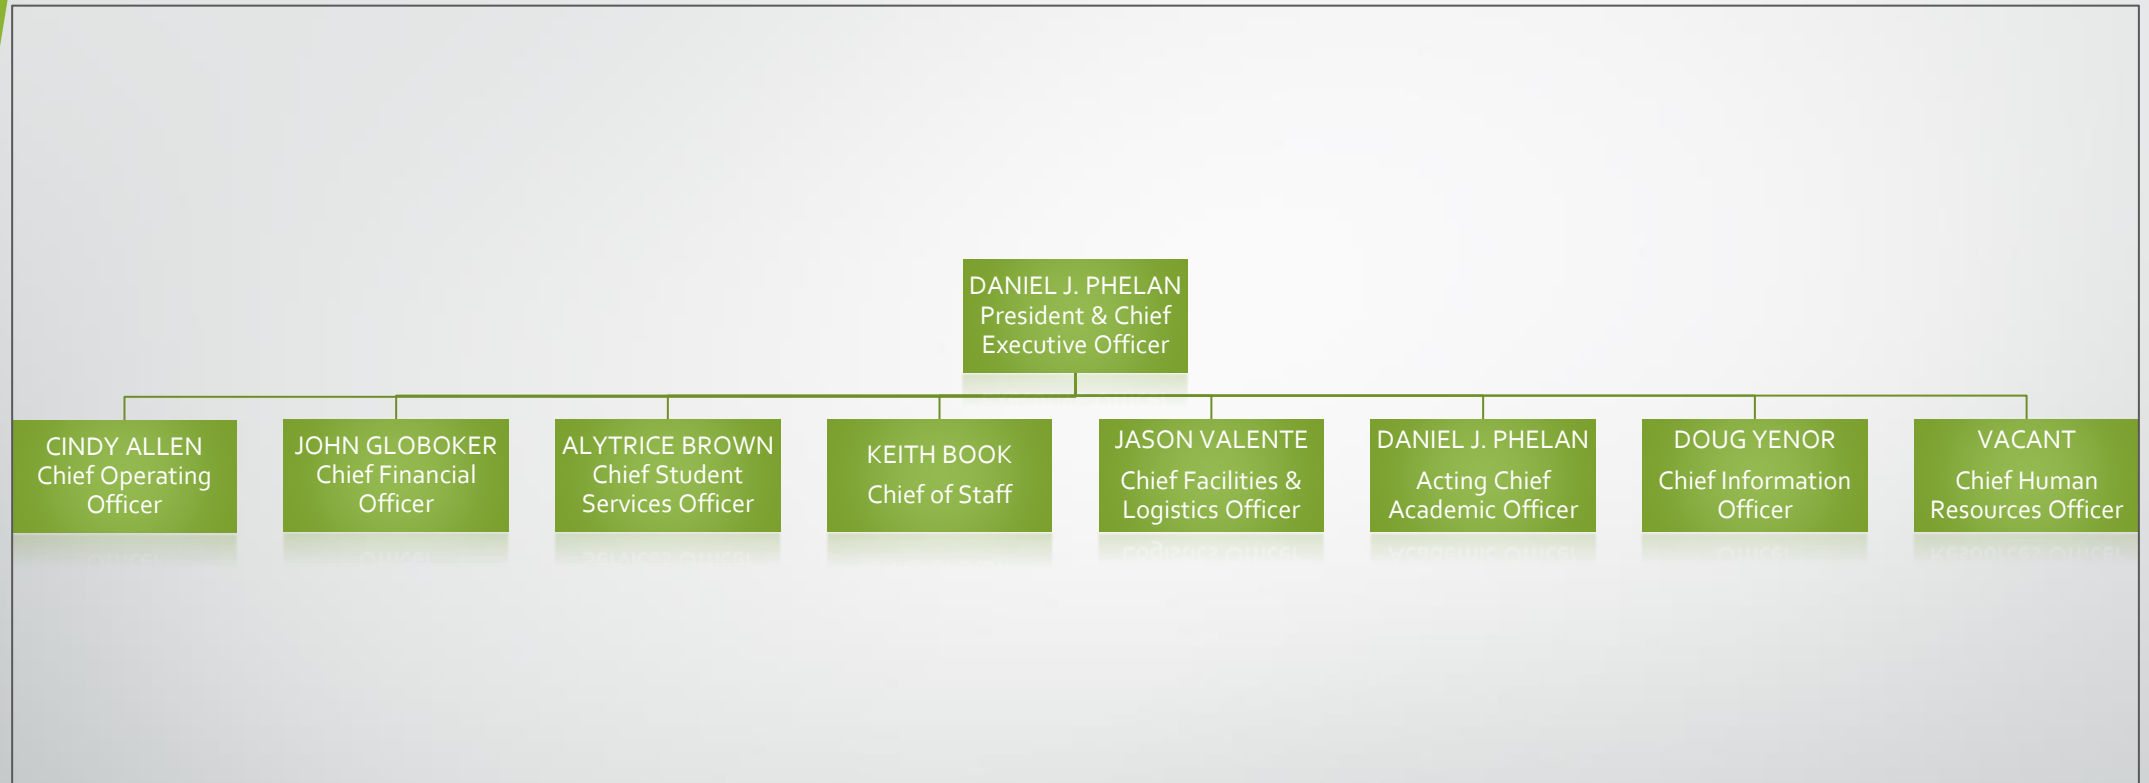 DANIEL J. PHELAN
President & Chief
Executive Officer
CINDY ALLEN
Chief Operating
Officer
JOHN GLOBOKER
Chief Financial
Officer
ALYTRICE BROWN
Chief Student
Services Officer
KEITH BOOK
Chief of Staff
JASON VALENTE
Chief Facilities &
Logistics Officer
DANIEL J. PHELAN
Acting Chief
Academic Officer
DOUG YENOR
Chief Information
Officer
VACANT
Chief Human
Resources Officer